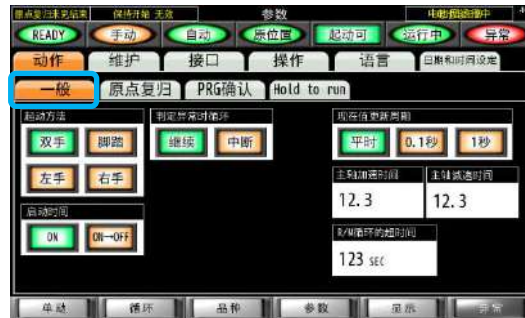 原点复归未完结束 保持开始 无效 参数
READY 手动 自动 原位置 起动可 运行中 异常
动作 维护 接口 操作 语言 日期和时间设定
一般 原点复归 PRG确认 Hold to run
起动方法 判定异常时循环 现在值更新周期
双手 脚踏 继续 中断 平时 0.1秒 1秒
左手 右手 主轴加速时间 主轴减速时间
12.3 12.3
启动时间
ON ON→OFF R/W循环的超时间
123 SEC
单动 循环 品种 参数 显示 异常